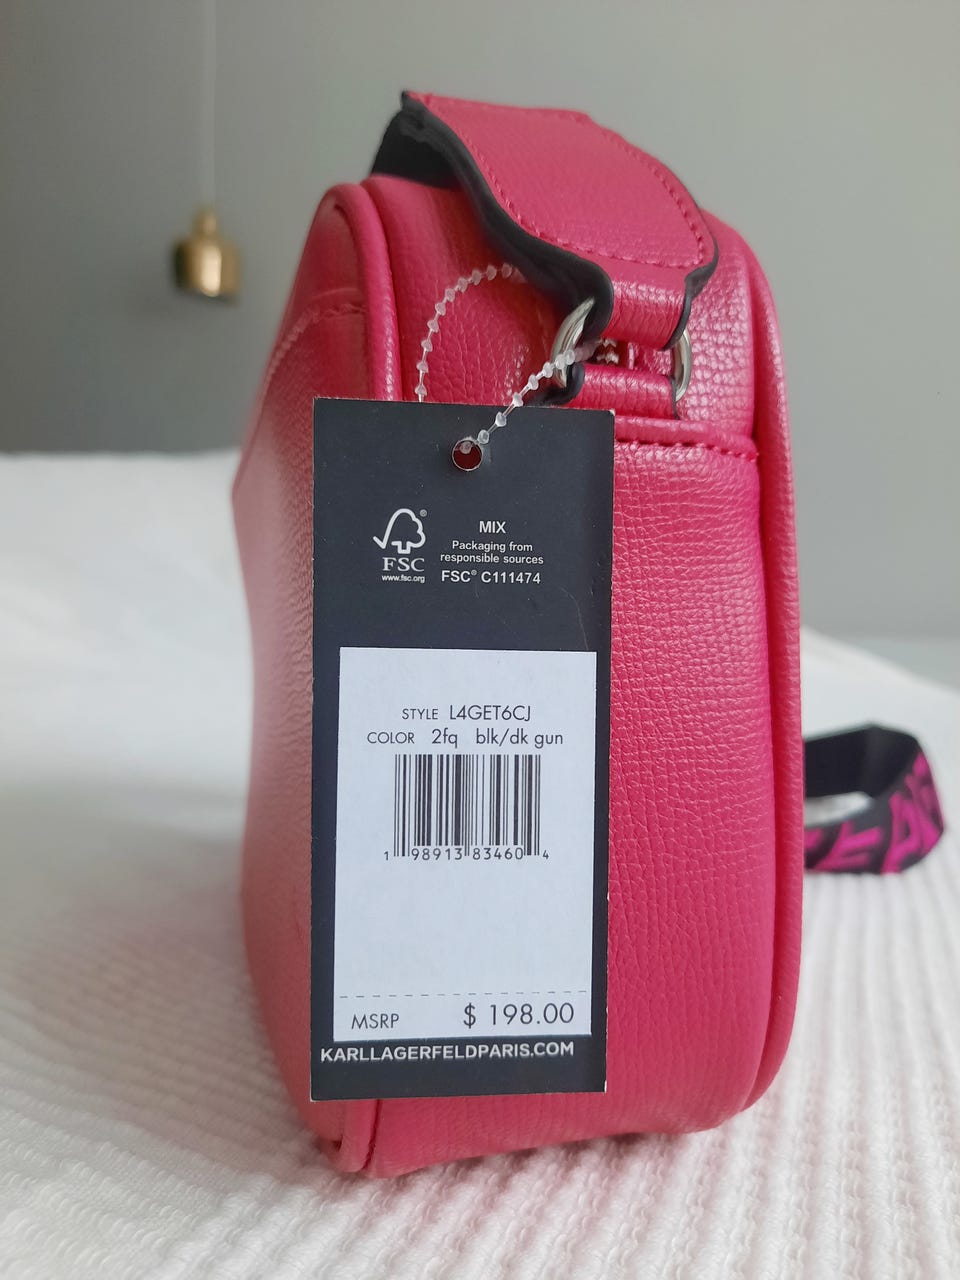 FSC®
www.fsc.org
MIX
Packaging from
responsible sources
FSC® C111474
STYLE L4GET6CJ
COLOR 2fq blk/dk gun
1 98913 83460 4
MSRP $ 198.00
KARLLAGERFELDPARIS.COM